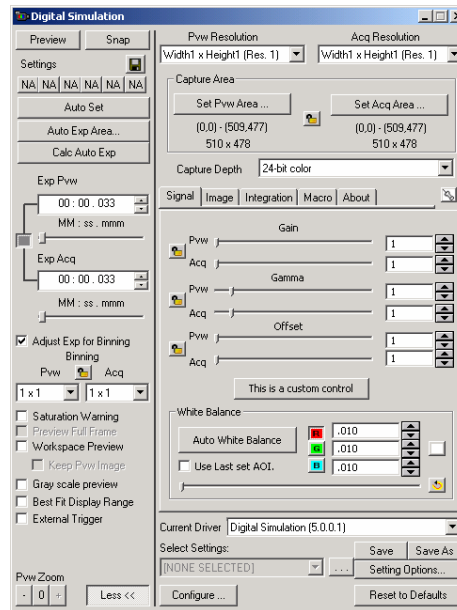 Digital Simulation
Preview Snap
Settings
NA NA NA NA NA NA
Auto Set
Auto Exp Area...
Calc Auto Exp
Exp Pvw
00 : 00 . 033
MM : ss . mmm
Exp Acq
00 : 00 . 033
MM : ss . mmm
Adjust Exp for Binning
Binning
Pvw Acq
1 x 1 1 x 1
Saturation Warning
Preview Full Frame
Workspace Preview
Keep Pvw Image
Gray scale preview
Best Fit Display Range
External Trigger
Pvw Zoom
- 0 + Less <<
Pvw Resolution Acq Resolution
Width1 x Height1 (Res. 1) Width1 x Height1 (Res. 1)
Capture Area
Set Pvw Area ... Set Acq Area ...
(0,0) - (509,477) (0,0) - (509,477)
510 x 478 510 x 478
Capture Depth 24-bit color
Signal Image Integration Macro About
Gain
Pvw 1
Acq 1
Gamma
Pvw 1
Acq 1
Offset
Pvw 1
Acq 1
This is a custom control
White Balance
Auto White Balance
R .010
G .010
Use Last set AOI. B .010
Current Driver Digital Simulation (5.0.0.1)
Select Settings: Save Save As
[NONE SELECTED] ... Setting Options...
Configure ... Reset to Defaults